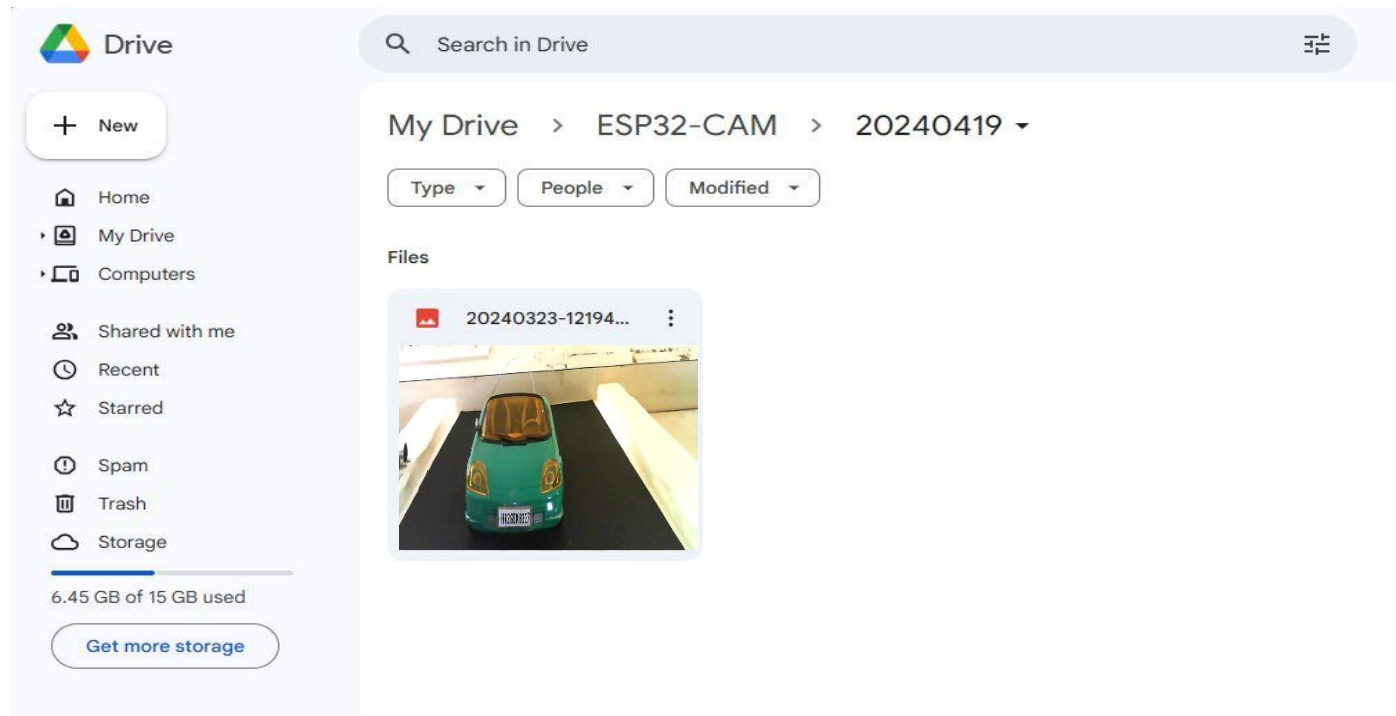 Drive
Search in Drive
New
My Drive > ESP32-CAM > 20240419
Type People Modified
Home
My Drive
Computers
Files
20240323-12194...
Shared with me
Recent
Starred
Spam
Trash
Storage
6.45 GB of 15 GB used
Get more storage